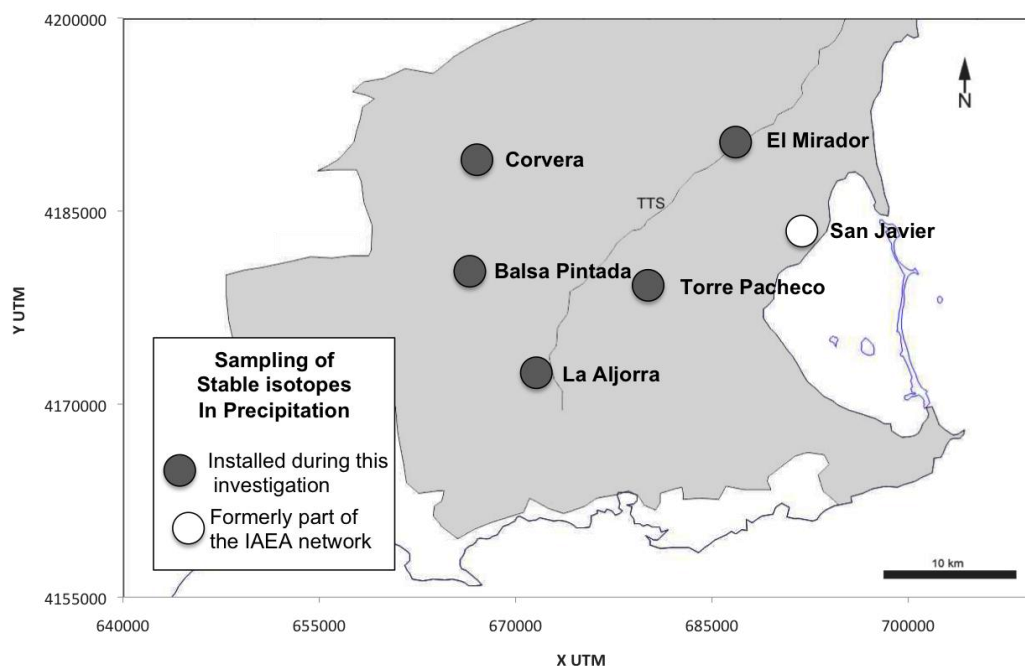 4200000
N
El Mirador
Corvera
TTS
4185000
San Javier
Balsa Pintada
Torre Pacheco
Y UTM
Sampling of
Stable isotopes
In Precipitation
La Aljorra
4170000
Installed during this
investigation
Formerly part of
the IAEA network
10 km
4155000
640000
655000
670000
685000
700000
X UTM